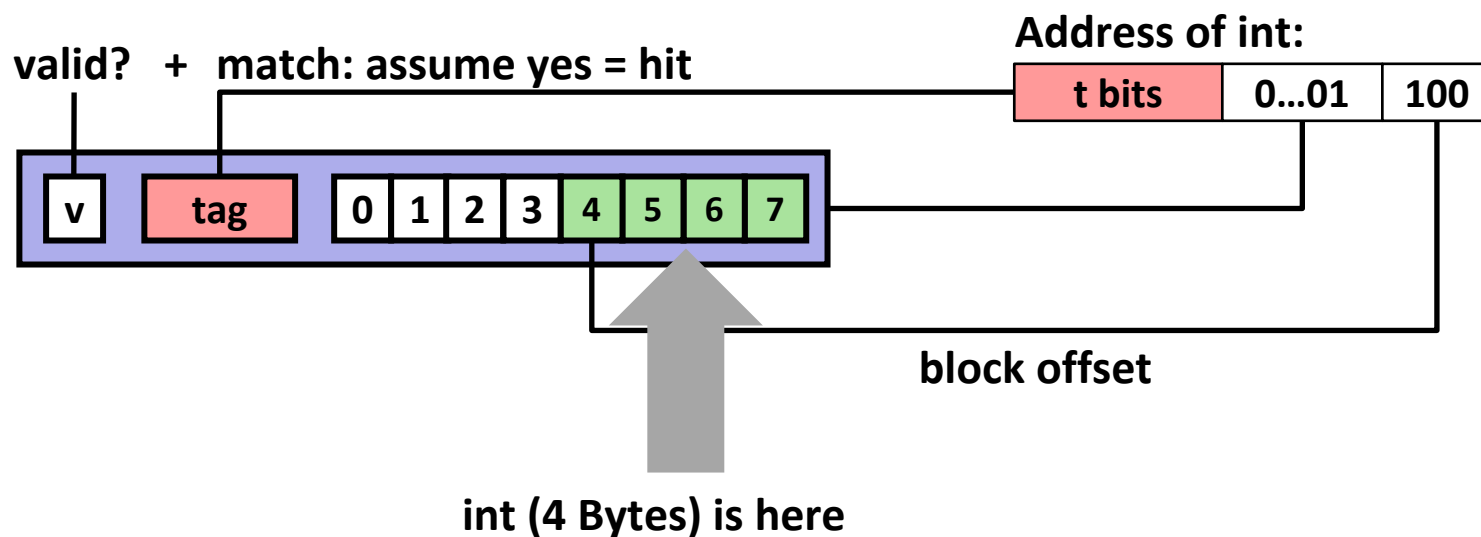 Address of int:
valid? + match: assume yes = hit
t bits 0...01 100
v tag 0 1 2 3 4 5 6 7
block offset
int (4 Bytes) is here